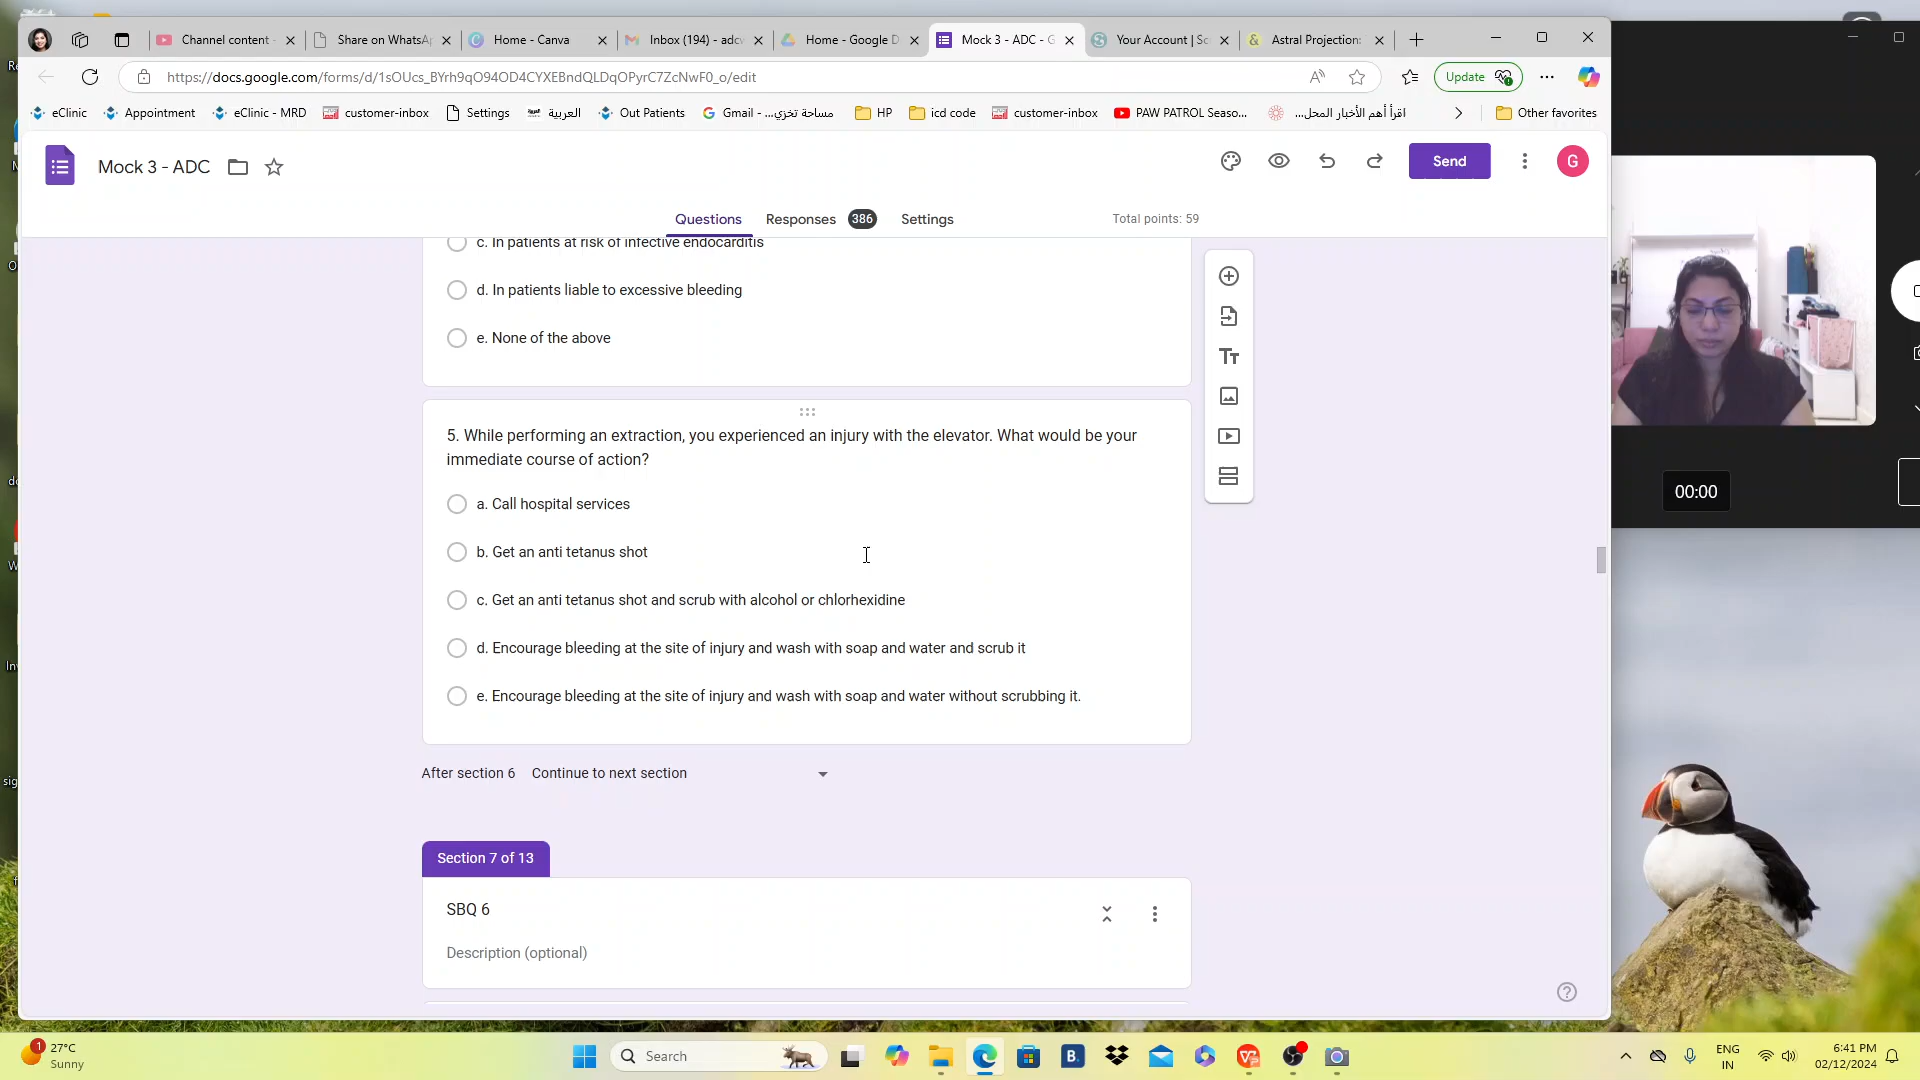 Channel content -
Share on WhatsA
Home - Canva
Inbox (194) - adc
Home - Google D
Mock 3 - ADC - G
Your Account | Sc
Astral Projection:
https://docs.google.com/forms/d/1sOUcs_BYrh9qO94OD4CYXEBndQLDqOPyrC7ZcNwF0_o/edit
Update
eClinic
Appointment
eClinic - MRD
customer-inbox
Settings
العربية
Out Patients
Gmail - مساحة تخزي...
HP
icd code
customer-inbox
PAW PATROL Seaso...
اقرأ أهم الأخبار المحل...
Other favorites
Mock 3 - ADC
Send
G
Questions
Responses 386
Settings
Total points: 59
c. In patients at risk of infective endocarditis
d. In patients liable to excessive bleeding
e. None of the above
5. While performing an extraction, you experienced an injury with the elevator. What would be your
immediate course of action?
a. Call hospital services
b. Get an anti tetanus shot
c. Get an anti tetanus shot and scrub with alcohol or chlorhexidine
d. Encourage bleeding at the site of injury and wash with soap and water and scrub it
e. Encourage bleeding at the site of injury and wash with soap and water without scrubbing it.
After section 6 Continue to next section
Section 7 of 13
SBQ 6
Description (optional)
00:00
1
27°C
Sunny
Search
B.
ENG
IN
6:41 PM
02/12/2024